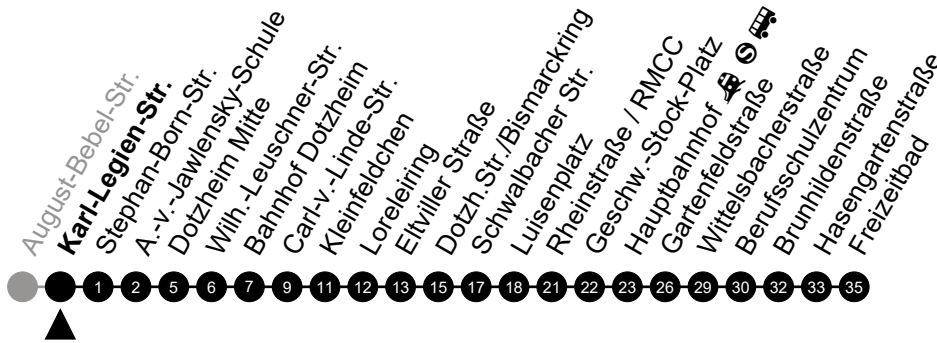 August-Bebel-Str.
Karl-Legien-Str.
Stephan-Born-Str.
A.-v.-Jawlensky-Schule
Dotzheim Mitte
Wilh.-Leuschner-Str.
Bahnhof Dotzheim
Carl-v.-Linde-Str.
Kleinfeldchen
Loreleiring
Eltviller Straße
Dotzh.Str./Bismarckring
Schwalbacher Str.
Luisenplatz
Rheinstraße / RMCC
Geschw.-Stock-Platz
Hauptbahnhof S
Gartenfeldstraße
Wittelsbacherstraße
Berufsschulzentrum
Brunhildenstraße
Hasengartenstraße
Freizeitbad
1 2 5 6 7 9 11 12 13 15 17 18 21 22 23 26 29 30 32 33 35